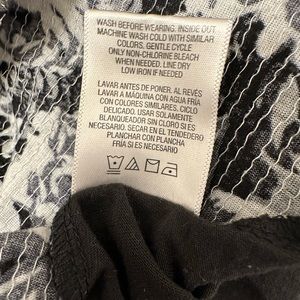 WASH BEFORE WEARING. INSIDE OUT
MACHINE WASH COLD WITH SIMILAR
COLORS. GENTLE CYCLE
ONLY NON-CHLORINE BLEACH
WHEN NEEDED. LINE DRY
LOW IRON IF NEEDED
LAVAR ANTES DE PONER. AL REVÉS
LAVAR A MÁQUINA CON AGUA FRÍA
CON COLORES SIMILARES. CICLO
DELICADO. USAR SOLAMENTE
BLANQUEADOR SIN CLORO SI ES
NECESARIO. SECAR EN EL TENDEDERO
PLANCHAR CON PLANCHA
FRÍA SI ES NECESARIO